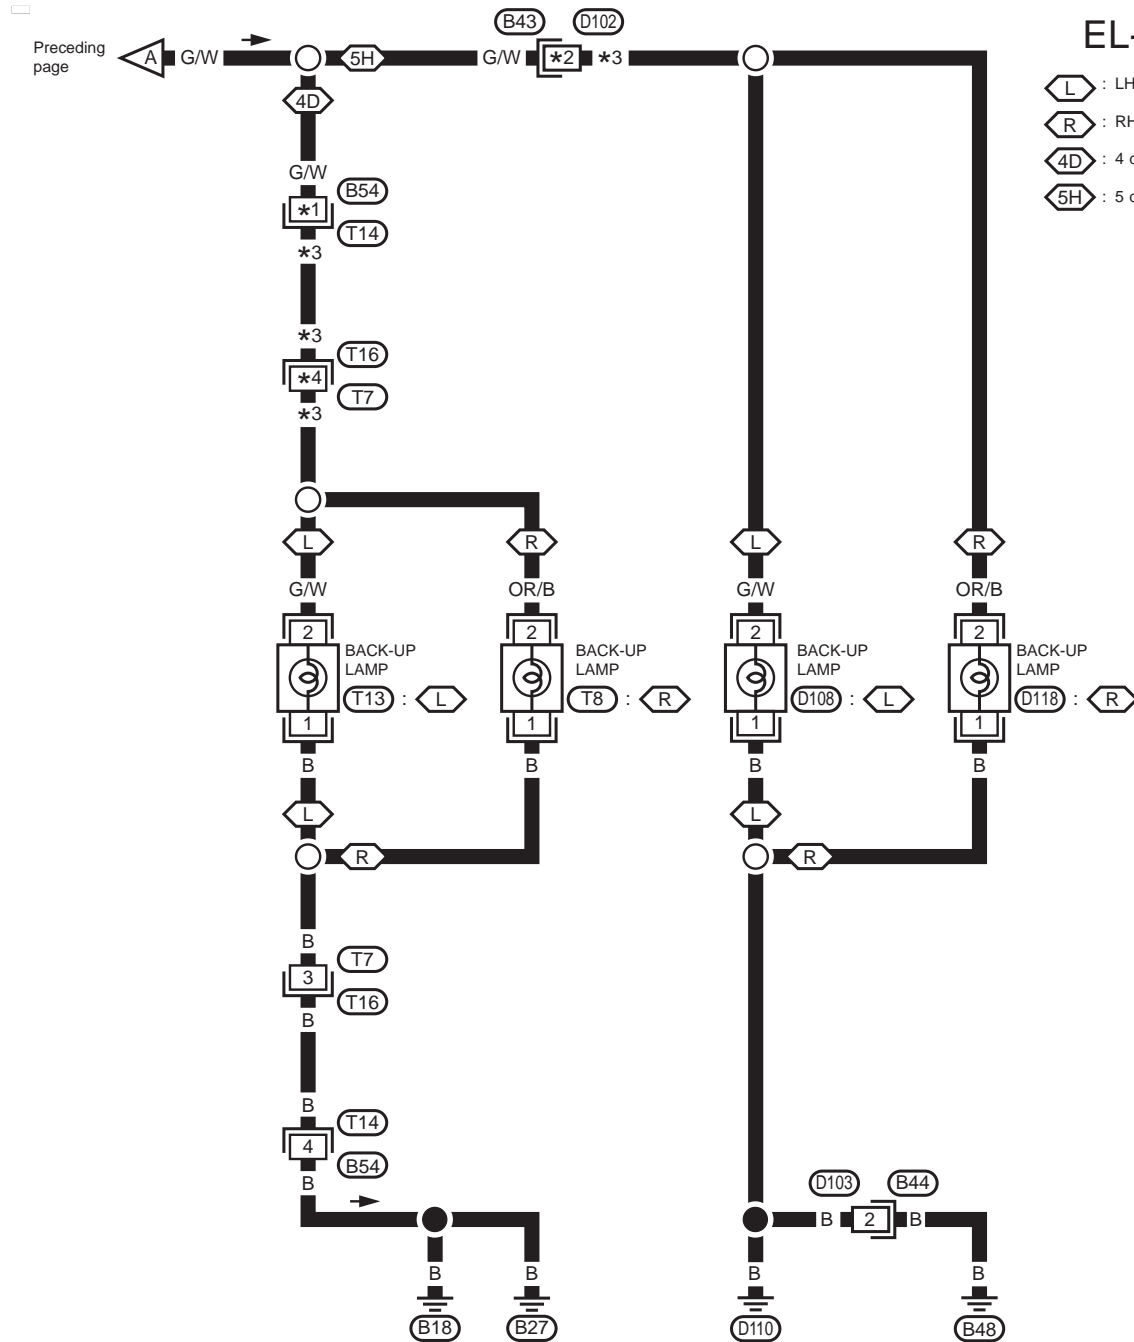 B43 D102
EL-
Preceding
page
A G/W 5H G/W *2 *3
L : LH
4D
R : RH
4D : 4 d
G/W
B54
5H : 5 d
*1
T14
*3
*3
T16
*4
T7
*3
L R L R
G/W OR/B G/W OR/B
2 2 2 2
BACK-UP BACK-UP BACK-UP BACK-UP
LAMP LAMP LAMP LAMP
T13 : L T8 : R D108 : L D118 : R
1 1 1 1
B B B B
L L
R R
B
T7
3
T16
B
B
T14
4
B54
B
D103 B44
B 2 B
B B B B
B18 B27 D110 B48